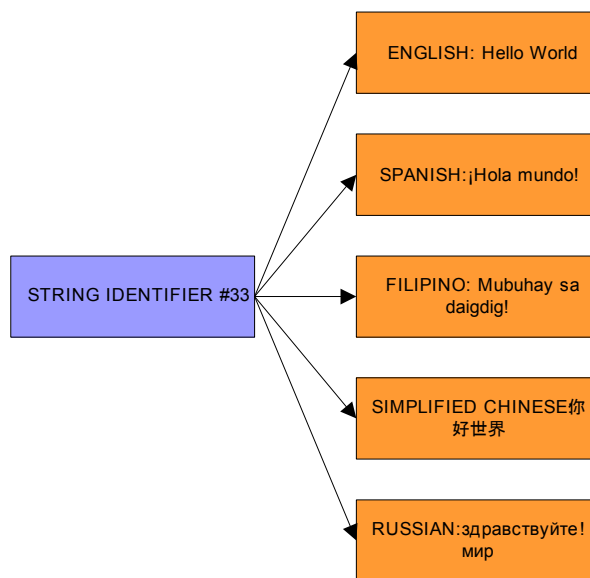 ENGLISH: Hello World
SPANISH:¡Hola mundo!
STRING IDENTIFIER #33
FILIPINO: Mubuhay sa
daigdig!
SIMPLIFIED CHINESE你
好世界
RUSSIAN:здравствуйте!
мир